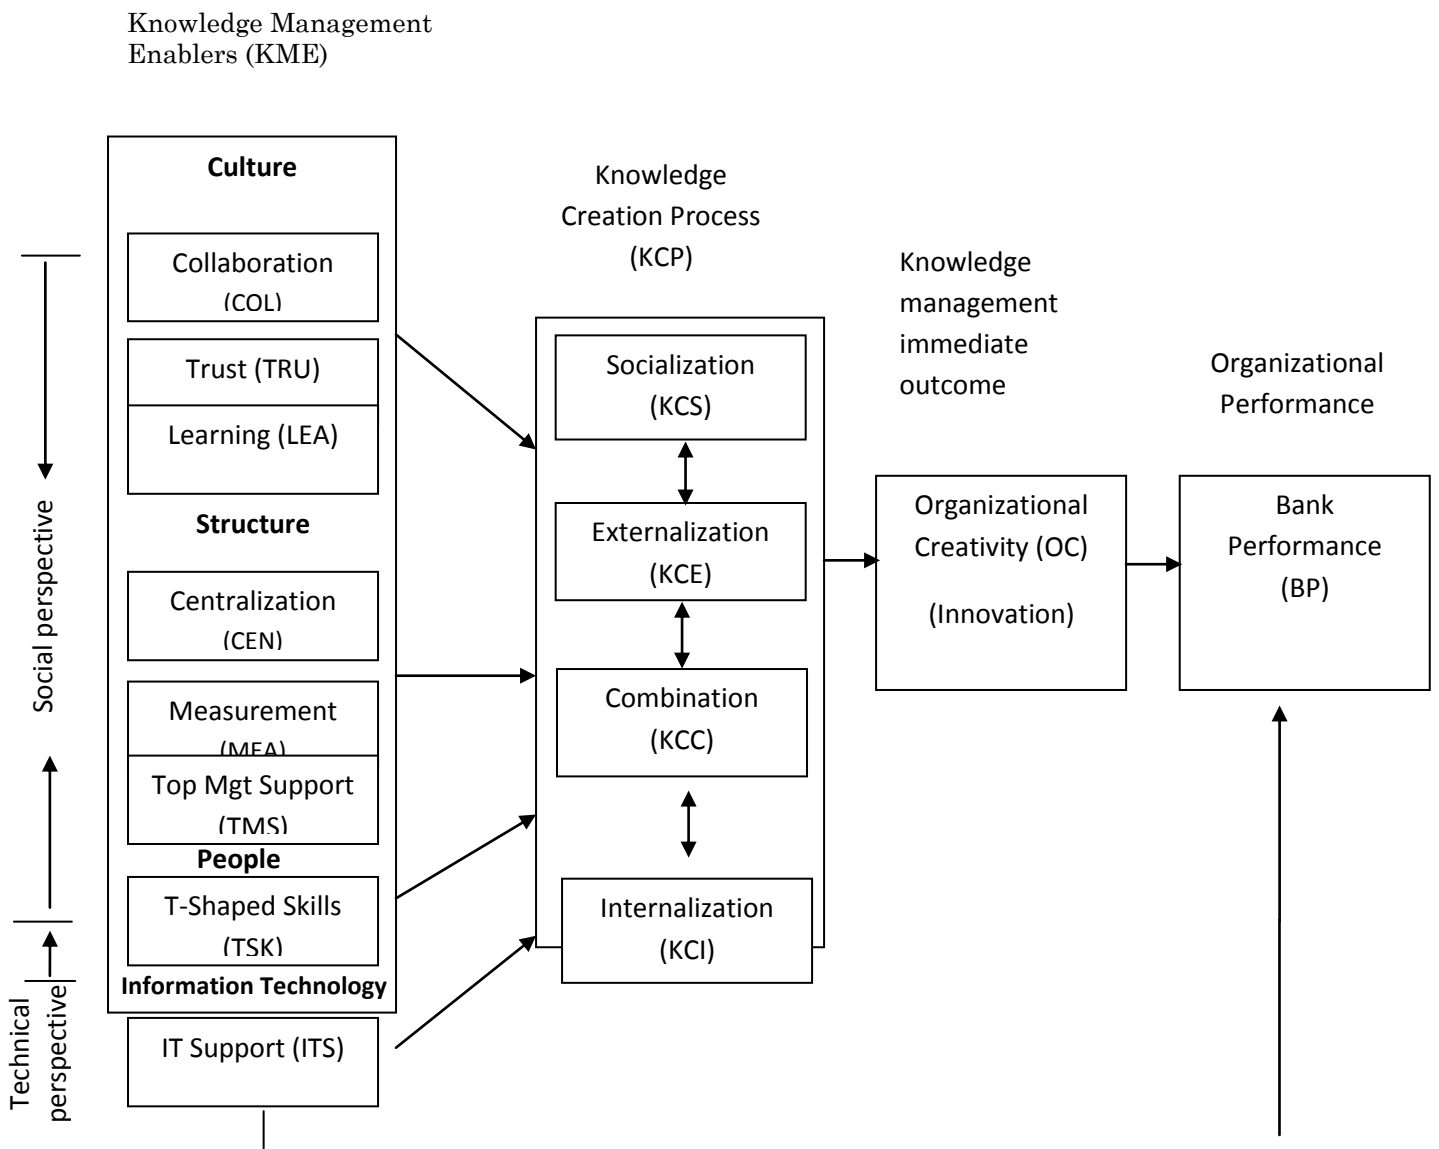 Knowledge Management
Enablers (KME)
Culture
Collaboration
(COL)
Trust (TRU)
Learning (LEA)
Structure
Centralization
(CEN)
Measurement
(MEA)
Top Mgt Support
(TMS)
People
T-Shaped Skills
(TSK)
Information Technology
IT Support (ITS)
Social perspective
Technical
perspective
Knowledge
Creation Process
(KCP)
Socialization
(KCS)
Externalization
(KCE)
Combination
(KCC)
Internalization
(KCI)
Knowledge
management
immediate
outcome
Organizational
Creativity (OC)
(Innovation)
Organizational
Performance
Bank
Performance
(BP)